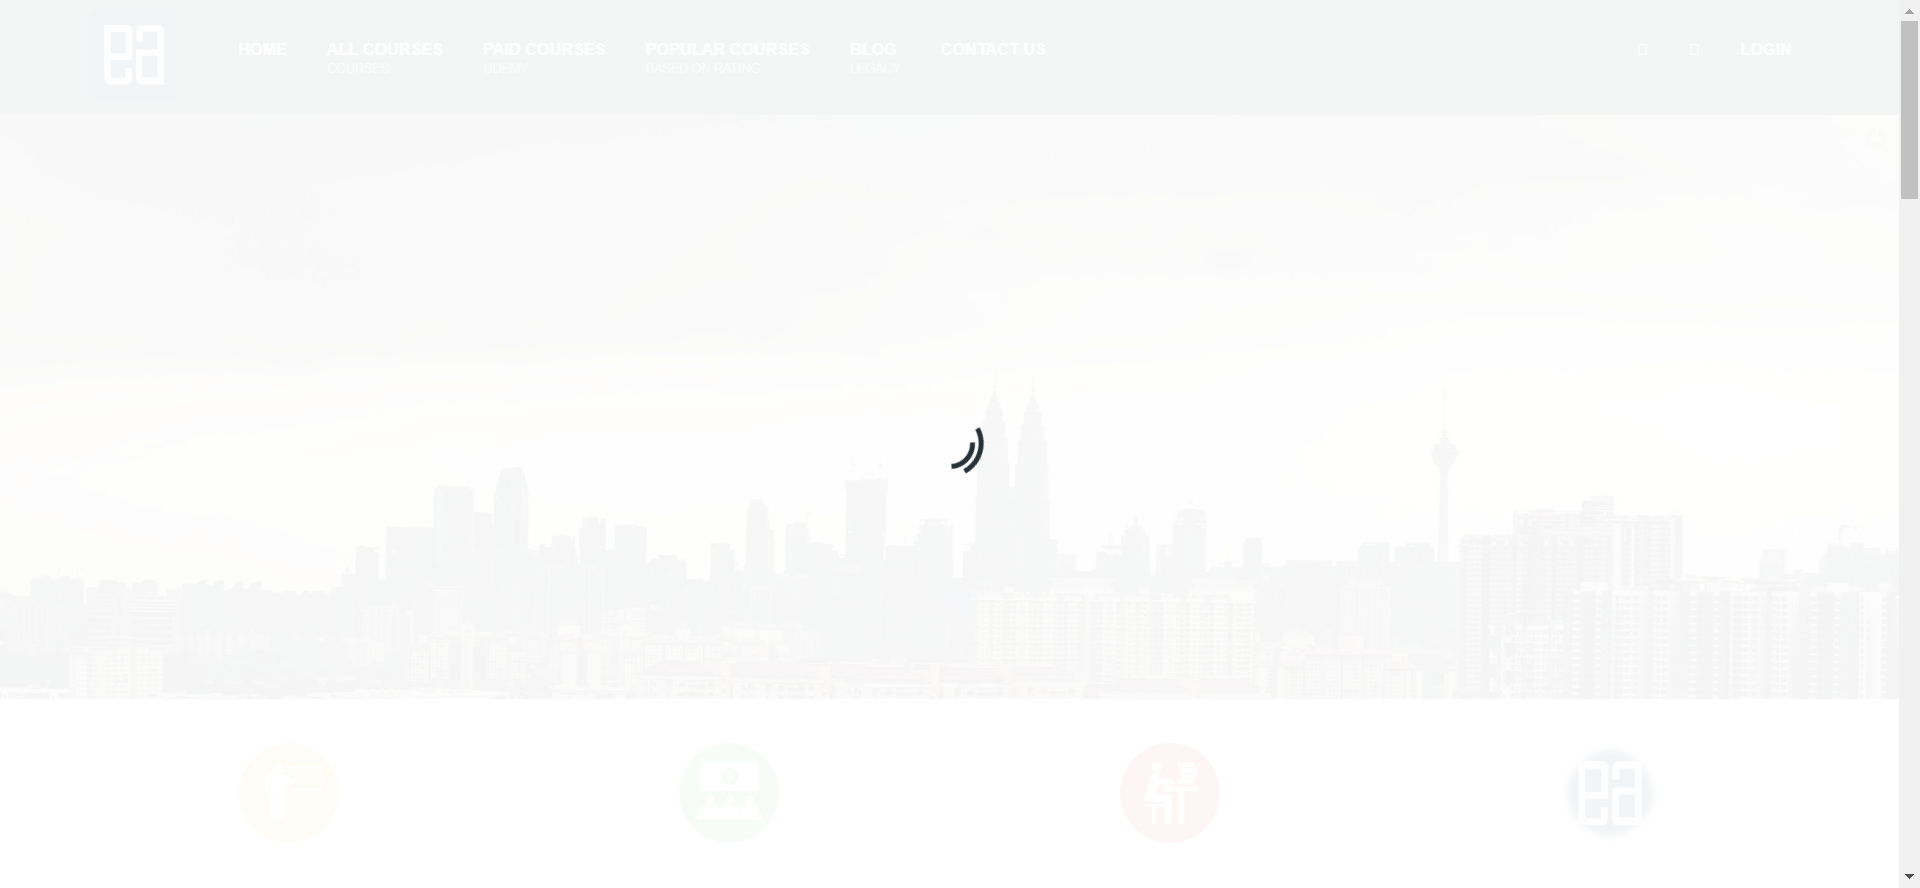 HOME
ALL COURSES
COURSES
PAID COURSES
UDEMY
POPULAR COURSES
BASED ON RATING
BLOG
LEGACY
CONTACT US
LOGIN